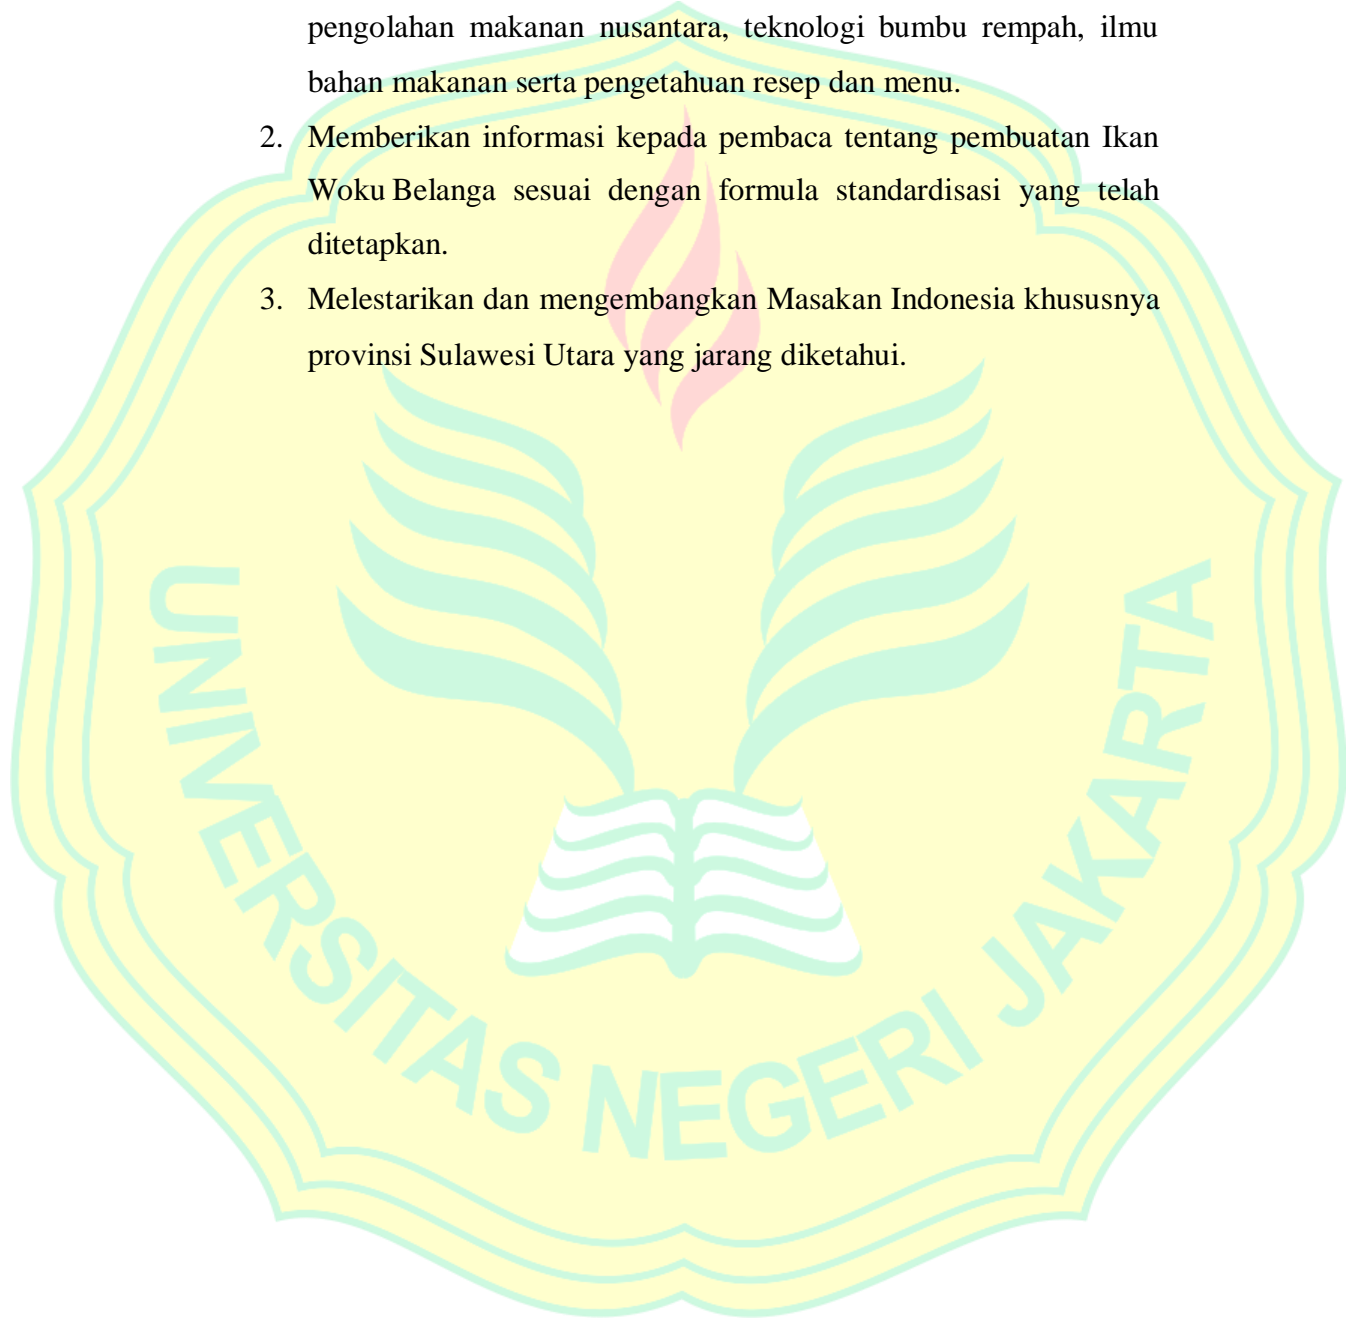 pengolahan makanan nusantara, teknologi bumbu rempah, ilmu
bahan makanan serta pengetahuan resep dan menu.
2. Memberikan informasi kepada pembaca tentang pembuatan Ikan
Woku Belanga sesuai dengan formula standardisasi yang telah
ditetapkan.
3. Melestarikan dan mengembangkan Masakan Indonesia khususnya
provinsi Sulawesi Utara yang jarang diketahui.
UNIVERSITAS NEGERI JAKARTA